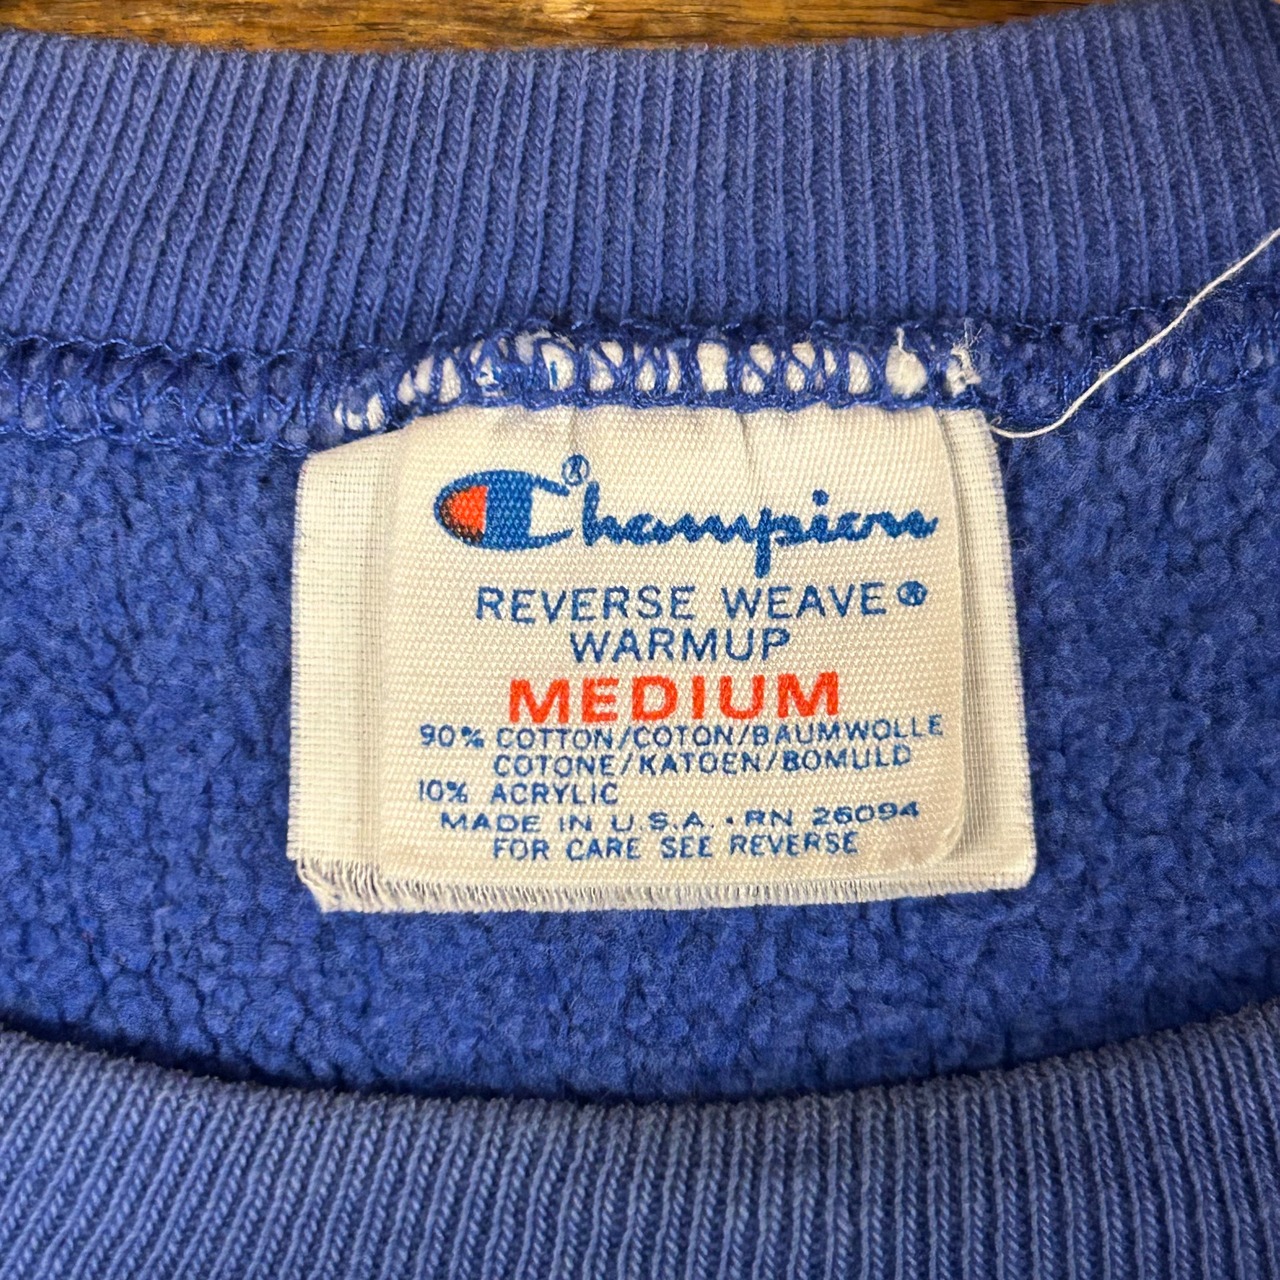 Champion®
REVERSE WEAVE®
WARMUP
MEDIUM
90% COTTON/COTON/BAUMWOLLE
COTONE/KATOEN/BOMULD
10% ACRYLIC
MADE IN U.S.A. · RN 26094
FOR CARE SEE REVERSE